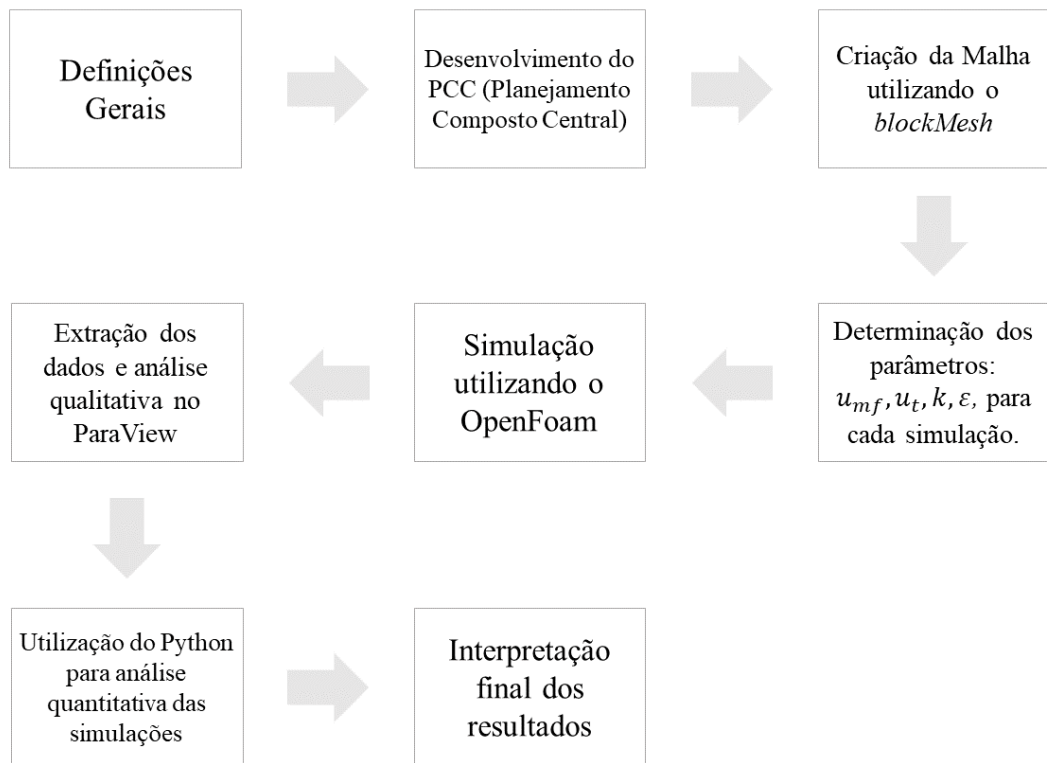 Definições
Gerais
Desenvolvimento do
PCC (Planejamento
Composto Central)
Criação da Malha
utilizando o
blockMesh
Determinação dos
parâmetros:
𝑢𝑚𝑓, 𝑢𝑡, 𝑘, 𝜀, para
cada simulação.
Simulação
utilizando o
OpenFoam
Extração dos
dados e análise
qualitativa no
ParaView
Utilização do Python
para análise
quantitativa das
simulações
Interpretação
final dos
resultados